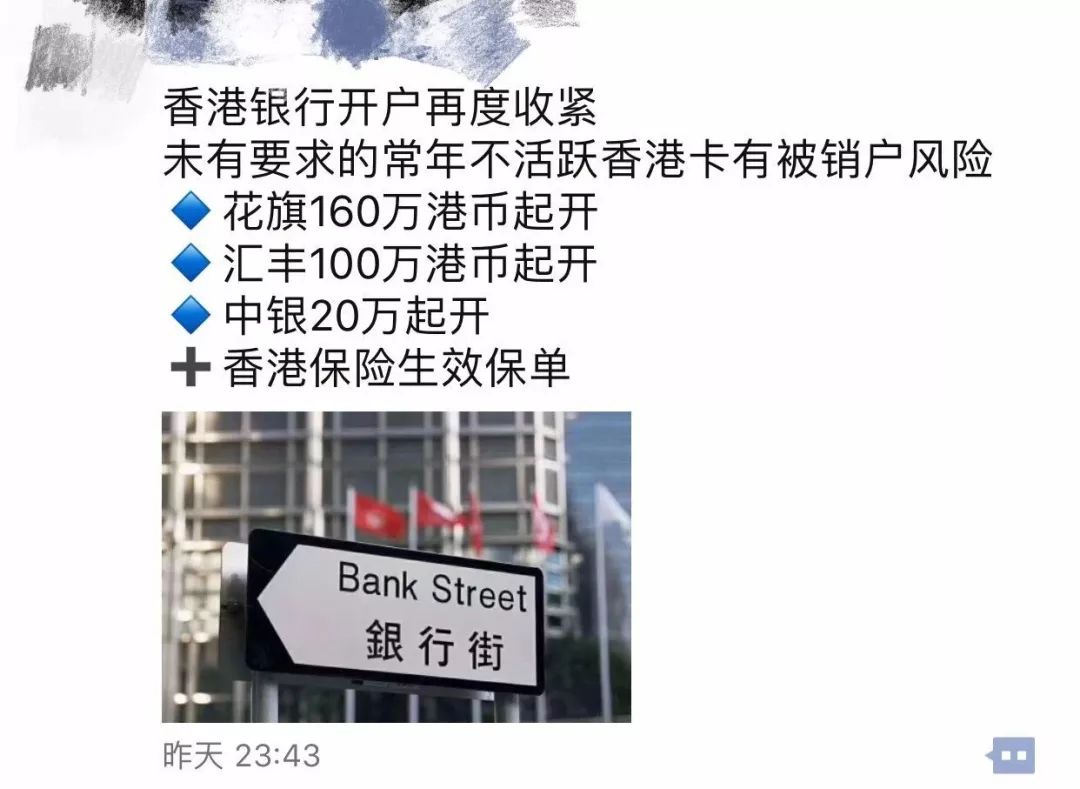 香港银行开户再度收紧
未有要求的常年不活跃香港卡有被销户风险
🔷花旗160万港币起开
🔷汇丰100万港币起开
🔷中银20万起开
➕香港保险生效保单
Bank Street
銀行街
昨天 23:43